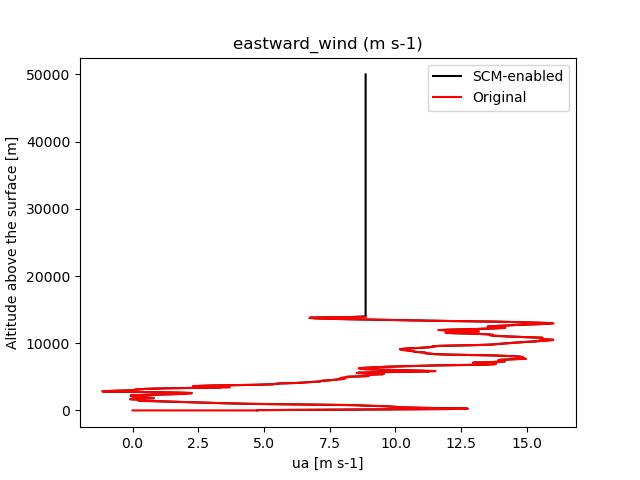 eastward_wind (m s-1)
SCM-enabled
Original
Altitude above the surface [m]
50000
40000
30000
20000
10000
0
0.0 2.5 5.0 7.5 10.0 12.5 15.0
ua [m s-1]